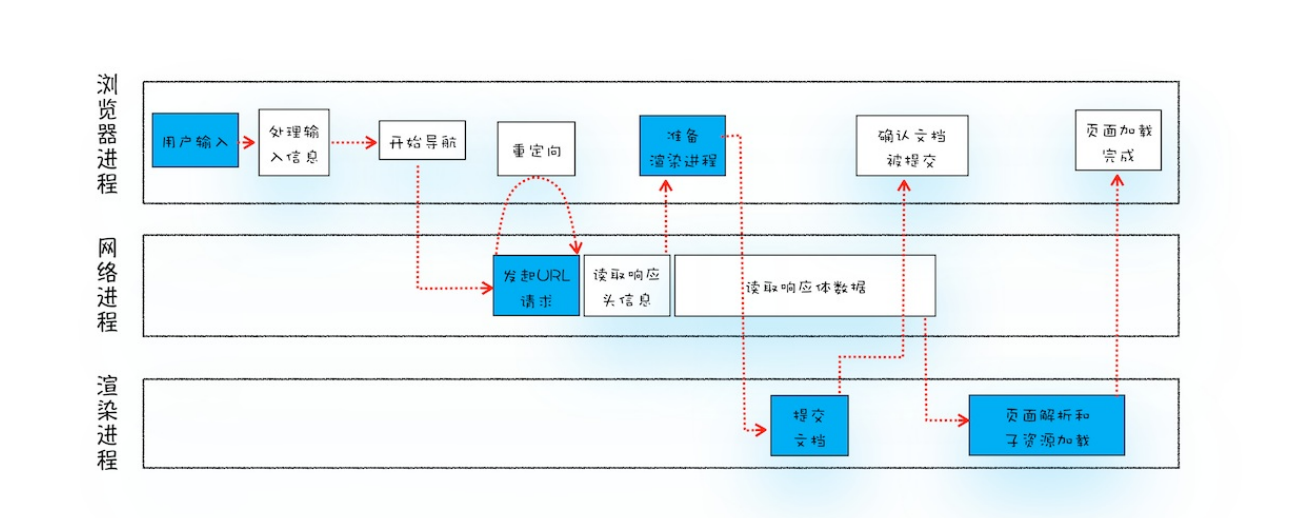 浏览器进程
用户输入
处理输
入信息
开始导航
重定向
准备
渲染进程
确认文档
被提交
页面加载
完成
网络进程
发起URL
请求
读取响应
头信息
读取响应体数据
渲染进程
提交
文档
页面解析和
子资源加载